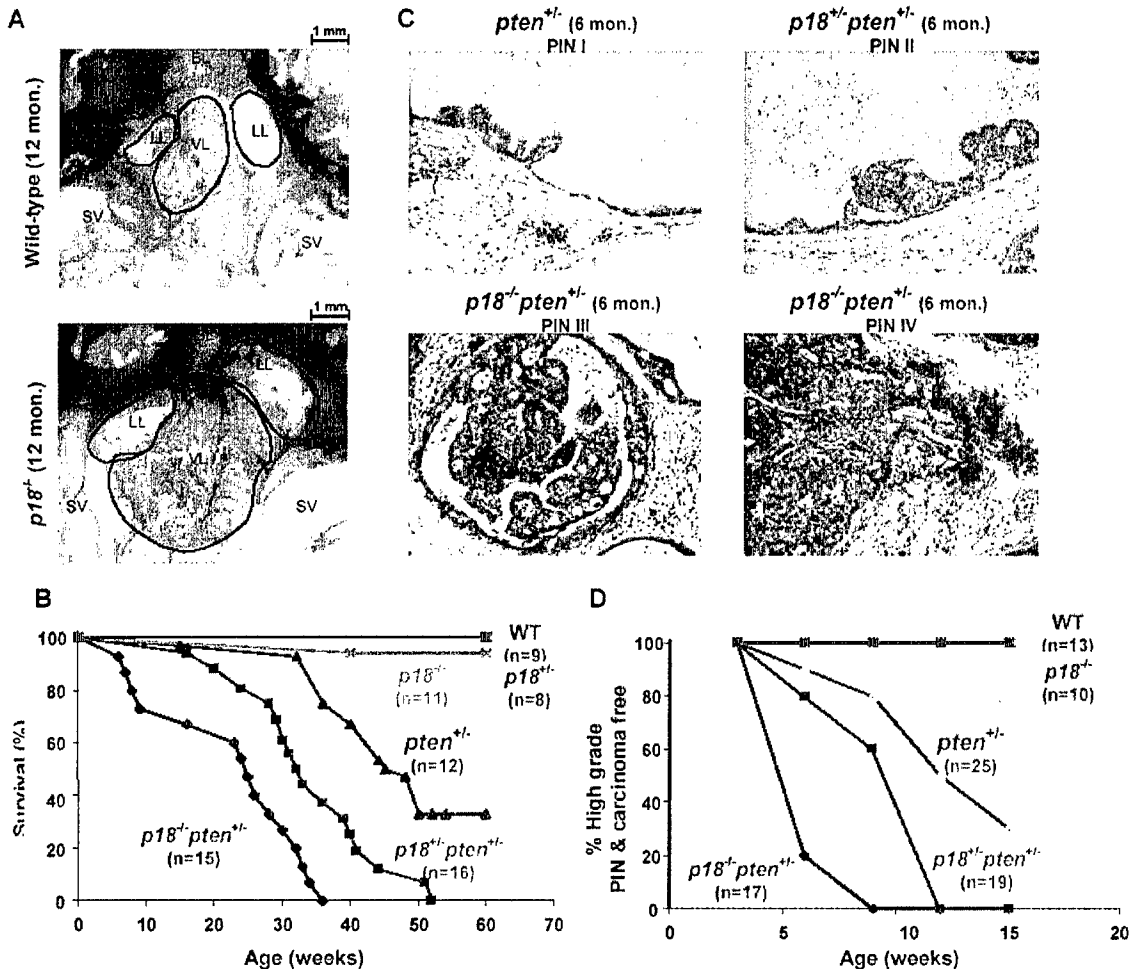 A
1 mm
Wild-type (12 mon.)
LL
VL
LL
SV
SV
1 mm
p18-/- (12 mon.)
LL
LL
VL
SV
SV
C
pten+/- (6 mon.)
PIN I
p18+/-pten+/- (6 mon.)
PIN II
p18-/-pten+/- (6 mon.)
PIN III
p18-/-pten+/- (6 mon.)
PIN IV
B
Survival (%)
100
80
60
40
20
0
0 10 20 30 40 50 60 70
Age (weeks)
WT
(n=9)
p18-/-
(n=11)
p18+/-
(n=8)
pten+/-
(n=12)
p18-/-pten+/-
(n=15)
p18+/-pten+/-
(n=16)
D
% High grade
PIN & carcinoma free
100
80
60
40
20
0
0 5 10 15 20
Age (weeks)
WT
(n=13)
p18-/-
(n=10)
pten+/-
(n=25)
p18-/-pten+/-
(n=17)
p18+/-pten+/-
(n=19)